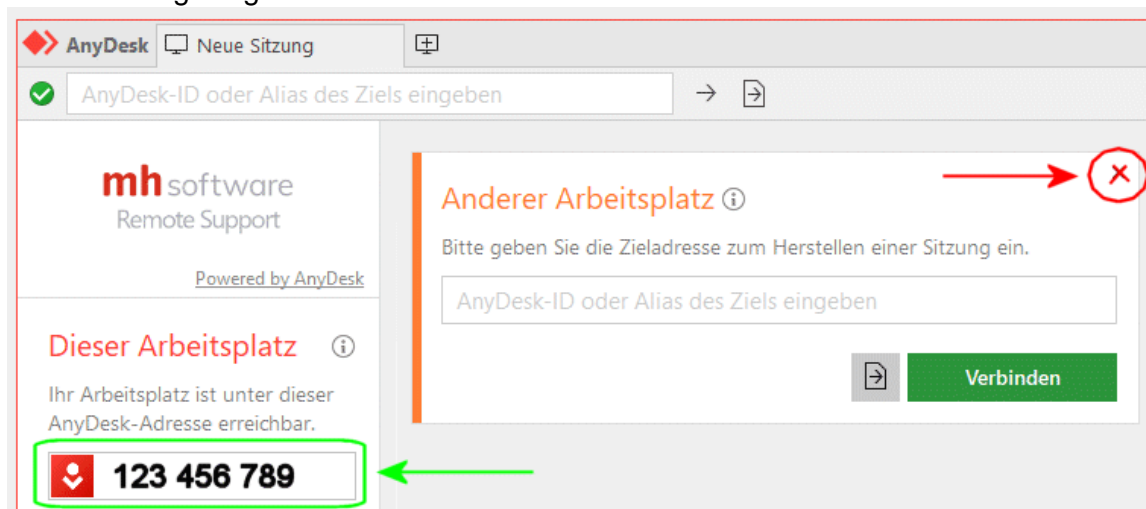 AnyDesk Neue Sitzung
AnyDesk-ID oder Alias des Ziels eingeben
mh software
Remote Support
Powered by AnyDesk
Dieser Arbeitsplatz
Ihr Arbeitsplatz ist unter dieser
AnyDesk-Adresse erreichbar.
123 456 789
Anderer Arbeitsplatz
Bitte geben Sie die Zieladresse zum Herstellen einer Sitzung ein.
AnyDesk-ID oder Alias des Ziels eingeben
Verbinden